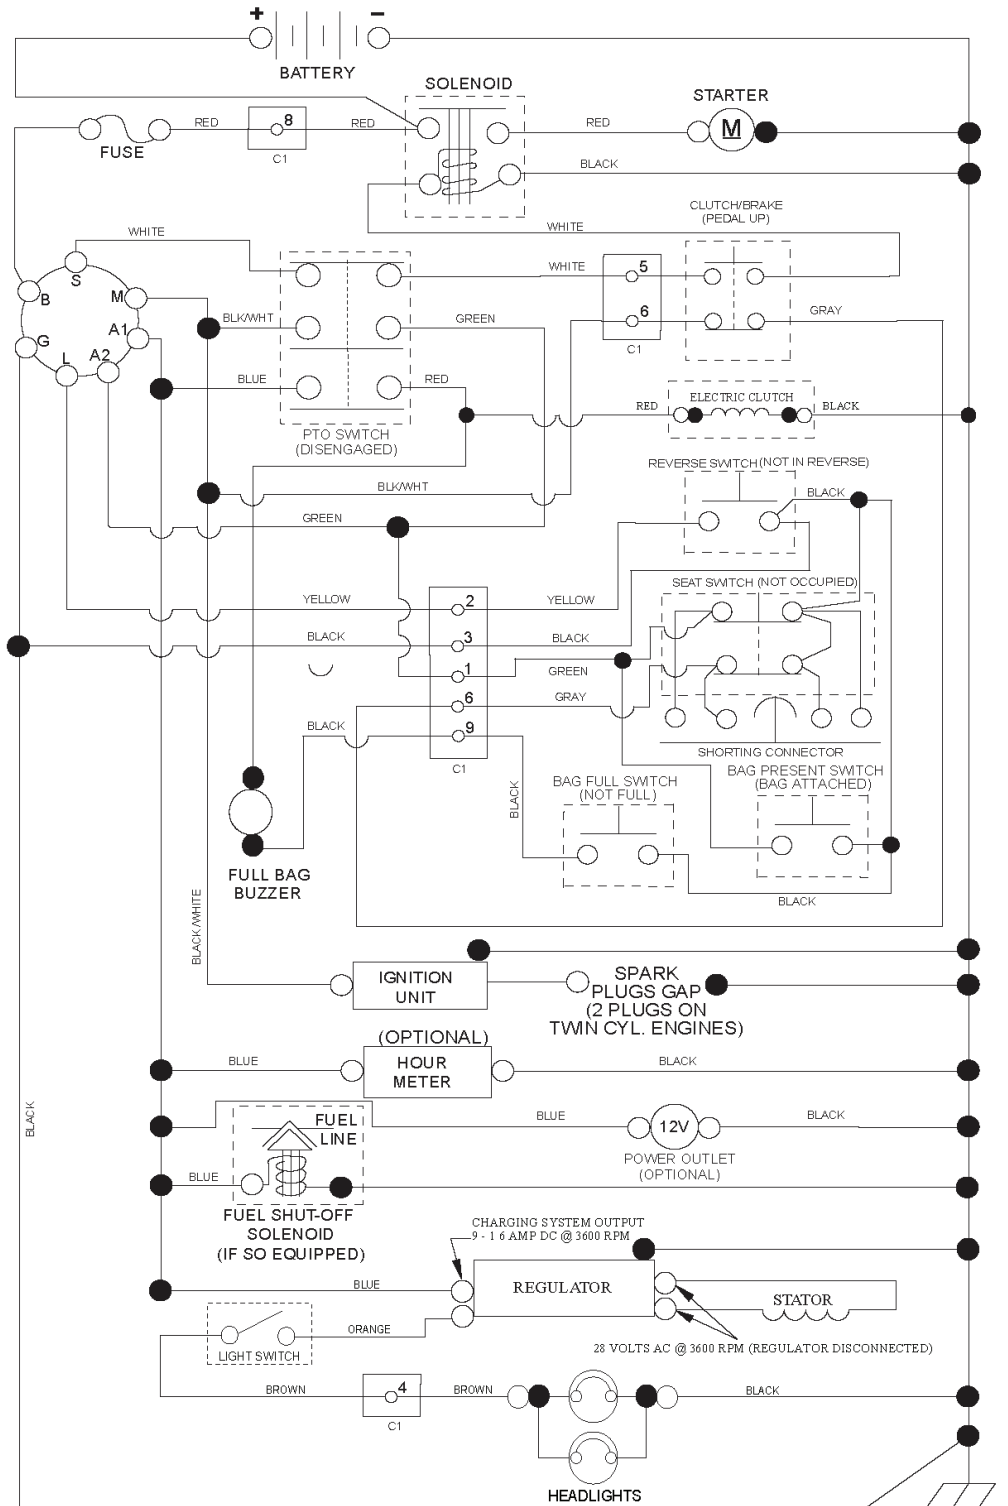 + −
BATTERY
SOLENOID
STARTER
8
RED
RED
RED
M
FUSE
C1
BLACK
CLUTCH/BRAKE
(PEDAL UP)
WHITE
WHITE
S
WHITE
5
B
M
BLK/WHT
GREEN
6
GRAY
A1
G
C1
L
A2
BLUE
RED
ELECTRIC CLUTCH
RED
BLACK
PTO SWITCH
(DISENGAGED)
REVERSE SWITCH (NOT IN REVERSE)
BLK/WHT
BLACK
GREEN
SEAT SWITCH (NOT OCCUPIED)
YELLOW
2
YELLOW
BLACK
3
BLACK
1
GREEN
6
GRAY
BLACK
9
SHORTING CONNECTOR
C1
BAG PRESENT SWITCH
(BAG ATTACHED)
BAG FULL SWITCH
(NOT FULL)
BLACK
FULL BAG
BUZZER
BLACK
BLACK/WHITE
IGNITION
UNIT
SPARK
PLUGS GAP
(2 PLUGS ON
TWIN CYL. ENGINES)
(OPTIONAL)
HOUR
METER
BLUE
BLACK
BLACK
FUEL
LINE
BLUE
12V
BLACK
POWER OUTLET
(OPTIONAL)
BLUE
FUEL SHUT-OFF
SOLENOID
(IF SO EQUIPPED)
CHARGING SYSTEM OUTPUT
9 - 1 6 AMP DC @ 3600 RPM
BLUE
REGULATOR
STATOR
ORANGE
LIGHT SWITCH
28 VOLTS AC @ 3600 RPM (REGULATOR DISCONNECTED)
BROWN
4
BROWN
BLACK
C1
HEADLIGHTS